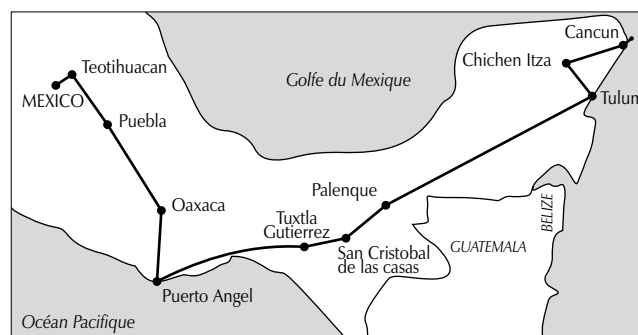 Cancun
Teotihuacan
Chichen Itza
Golfe du Mexique
MEXICO
Tulum
Puebla
Palenque
Oaxaca
Tuxtla
Gutierrez
BELIZE
San Cristobal
de las casas
GUATEMALA
Puerto Angel
Océan Pacifique